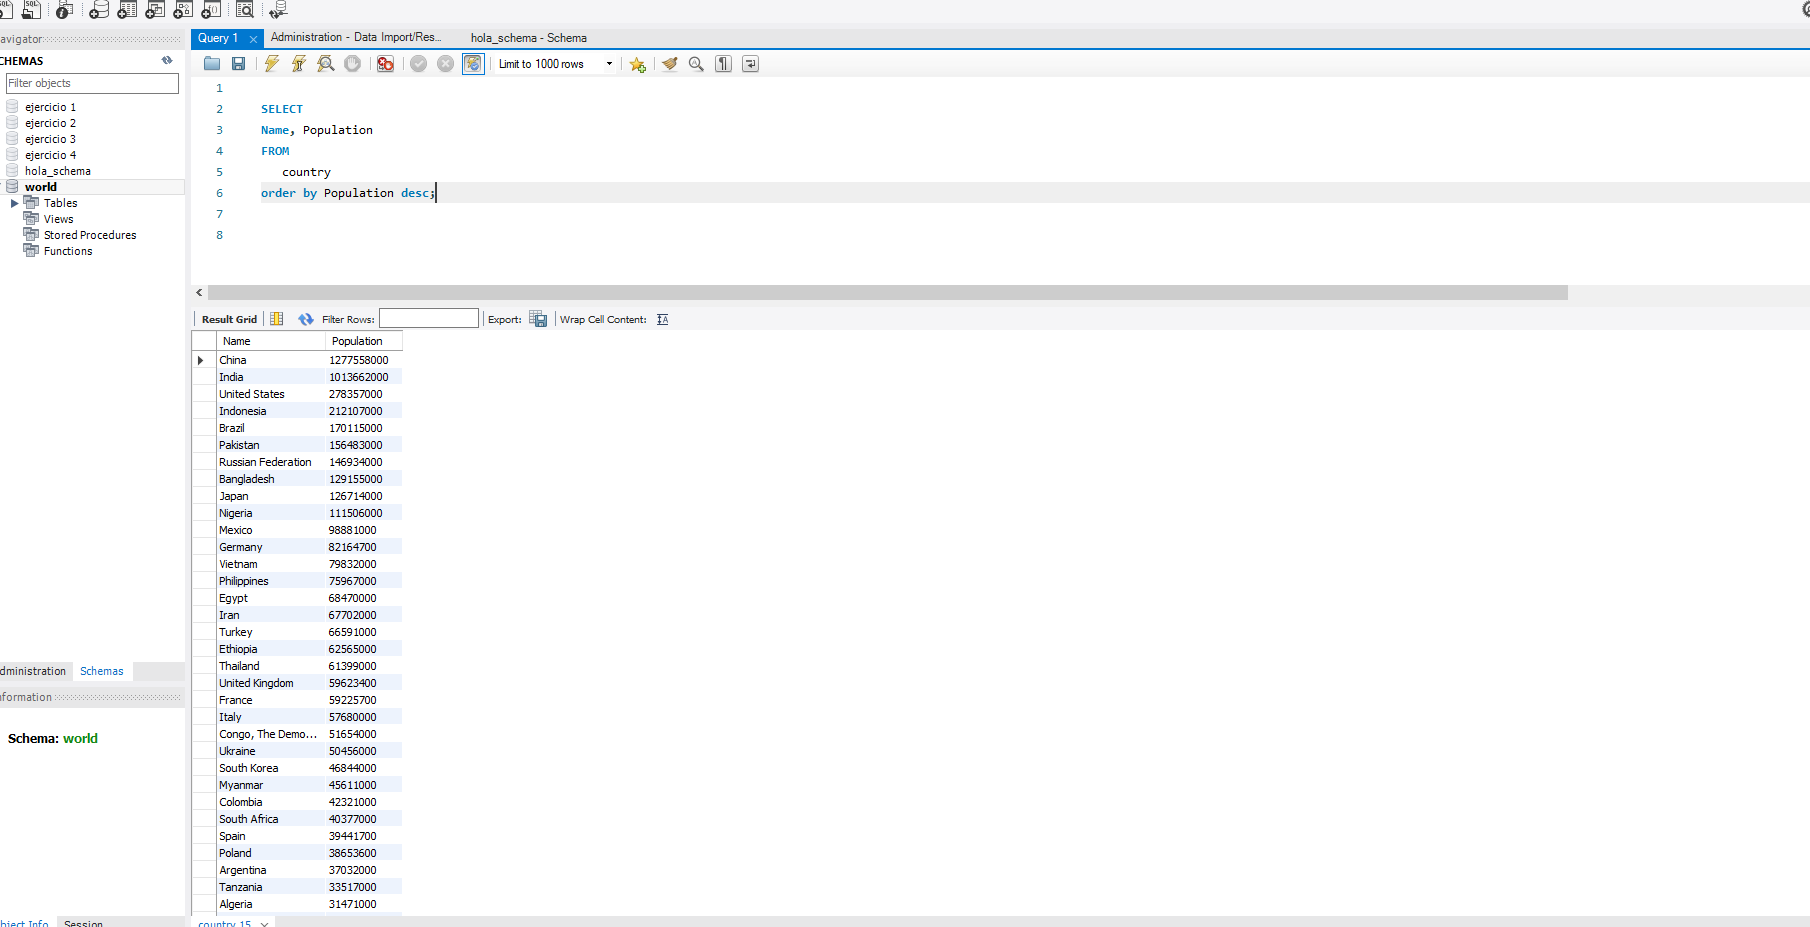 Query 1
Administration - Data Import/Res...
hola_schema - Schema
avigator
CHEMAS
Filter objects
ejercicio 1
ejercicio 2
ejercicio 3
ejercicio 4
hola_schema
world
Tables
Views
Stored Procedures
Functions
dministration
Schemas
nformation
Schema: world
bject Info
Session
Limit to 1000 rows
1
2 SELECT
3 Name, Population
4 FROM
5 country
6 order by Population desc;
7
8
Result Grid
Filter Rows:
Export:
Wrap Cell Content:
Name Population
China 1277558000
India 1013662000
United States 278357000
Indonesia 212107000
Brazil 170115000
Pakistan 156483000
Russian Federation 146934000
Bangladesh 129155000
Japan 126714000
Nigeria 111506000
Mexico 98881000
Germany 82164700
Vietnam 79832000
Philippines 75967000
Egypt 68470000
Iran 67702000
Turkey 66591000
Ethiopia 62565000
Thailand 61399000
United Kingdom 59623400
France 59225700
Italy 57680000
Congo, The Demo... 51654000
Ukraine 50456000
South Korea 46844000
Myanmar 45611000
Colombia 42321000
South Africa 40377000
Spain 39441700
Poland 38653600
Argentina 37032000
Tanzania 33517000
Algeria 31471000
country 15